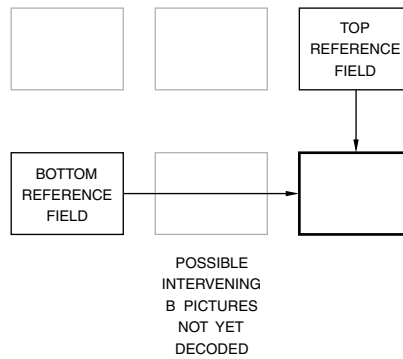 TOP
REFERENCE
FIELD
BOTTOM
REFERENCE
FIELD
POSSIBLE
INTERVENING
B PICTURES
NOT YET
DECODED